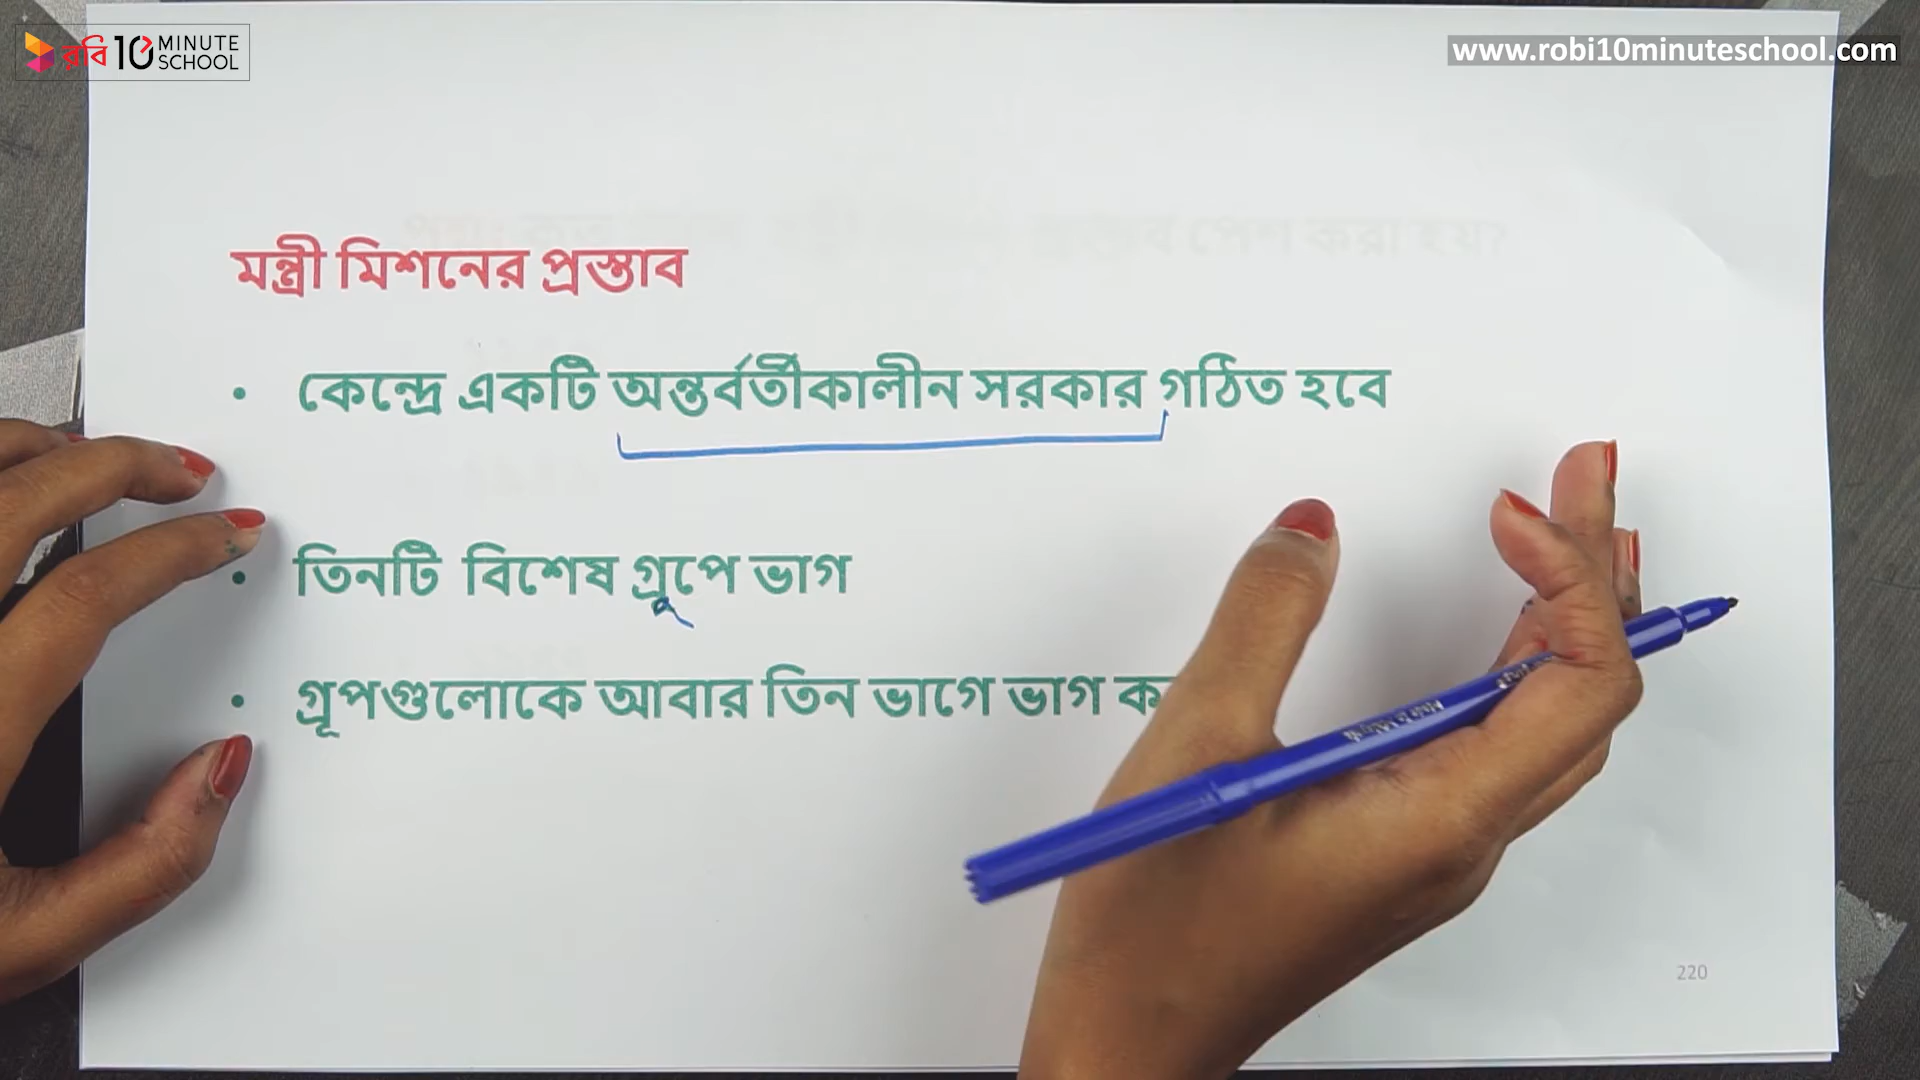 রবি 10 MINUTE SCHOOL
www.robi10minuteschool.com
মন্ত্রী মিশনের প্রস্তাব
• কেন্দ্রে একটি অন্তর্বর্তীকালীন সরকার গঠিত হবে
• তিনটি বিশেষ গ্রুপে ভাগ
• গ্রূপগুলোকে আবার তিন ভাগে ভাগ
220